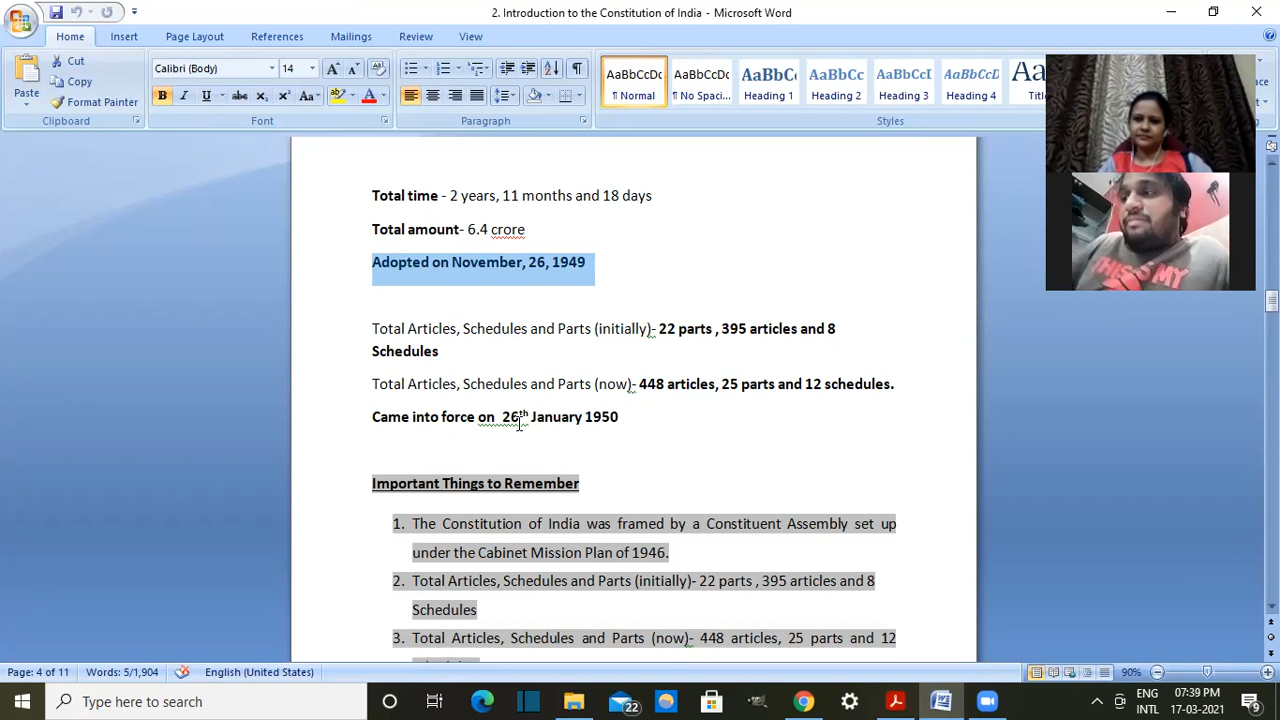 2. Introduction to the Constitution of India - Microsoft Word
Home Insert Page Layout References Mailings Review View
Paste
Cut
Copy
Format Painter
Clipboard
Calibri (Body) 14
Font
Paragraph
AaBbCcDc AaBbCcDc AaBbC AaBbCc AaBbCcI AaBbCcI
¶ Normal ¶ No Spaci... Heading 1 Heading 2 Heading 3 Heading 4
Styles
Total time - 2 years, 11 months and 18 days
Total amount- 6.4 crore
Adopted on November, 26, 1949
Total Articles, Schedules and Parts (initially)- 22 parts , 395 articles and 8
Schedules
Total Articles, Schedules and Parts (now)- 448 articles, 25 parts and 12 schedules.
Came into force on 26th January 1950
Important Things to Remember
1. The Constitution of India was framed by a Constituent Assembly set up
under the Cabinet Mission Plan of 1946.
2. Total Articles, Schedules and Parts (initially)- 22 parts , 395 articles and 8
Schedules
3. Total Articles, Schedules and Parts (now)- 448 articles, 25 parts and 12
THIS IS MY
Page: 4 of 11 Words: 5/1,904 English (United States) 90%
Type here to search
22
ENG
INTL
07:39 PM
17-03-2021
9